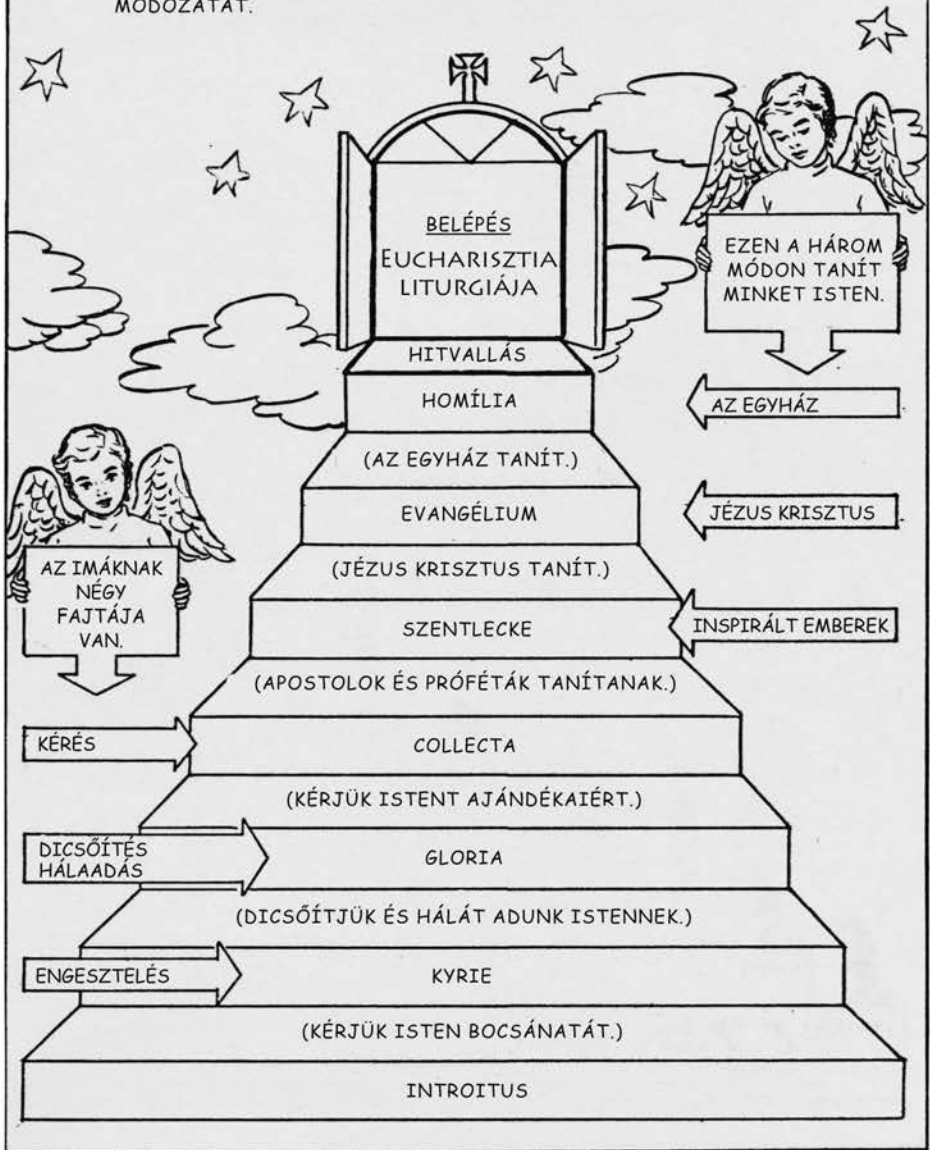 MÓDOZATÁT.
BELÉPÉS
EUCHARISZTIA
LITURGIÁJA
EZEN A HÁROM
MÓDON TANÍT
MINKET ISTEN.
HITVALLÁS
HOMÍLIA
AZ EGYHÁZ
(AZ EGYHÁZ TANÍT.)
EVANGÉLIUM
JÉZUS KRISZTUS
AZ IMÁKNAK
NÉGY
FAJTÁJA
VAN.
(JÉZUS KRISZTUS TANÍT.)
SZENTLECKE
INSPIRÁLT EMBEREK
(APOSTOLOK ÉS PRÓFÉTÁK TANÍTANAK.)
KÉRÉS
COLLECTA
(KÉRJÜK ISTENT AJÁNDÉKAIÉRT.)
DICSŐÍTÉS
HÁLAADÁS
GLORIA
(DICSŐÍTJÜK ÉS HÁLÁT ADUNK ISTENNEK.)
ENGESZTELÉS
KYRIE
(KÉRJÜK ISTEN BOCSÁNATÁT.)
INTROITUS